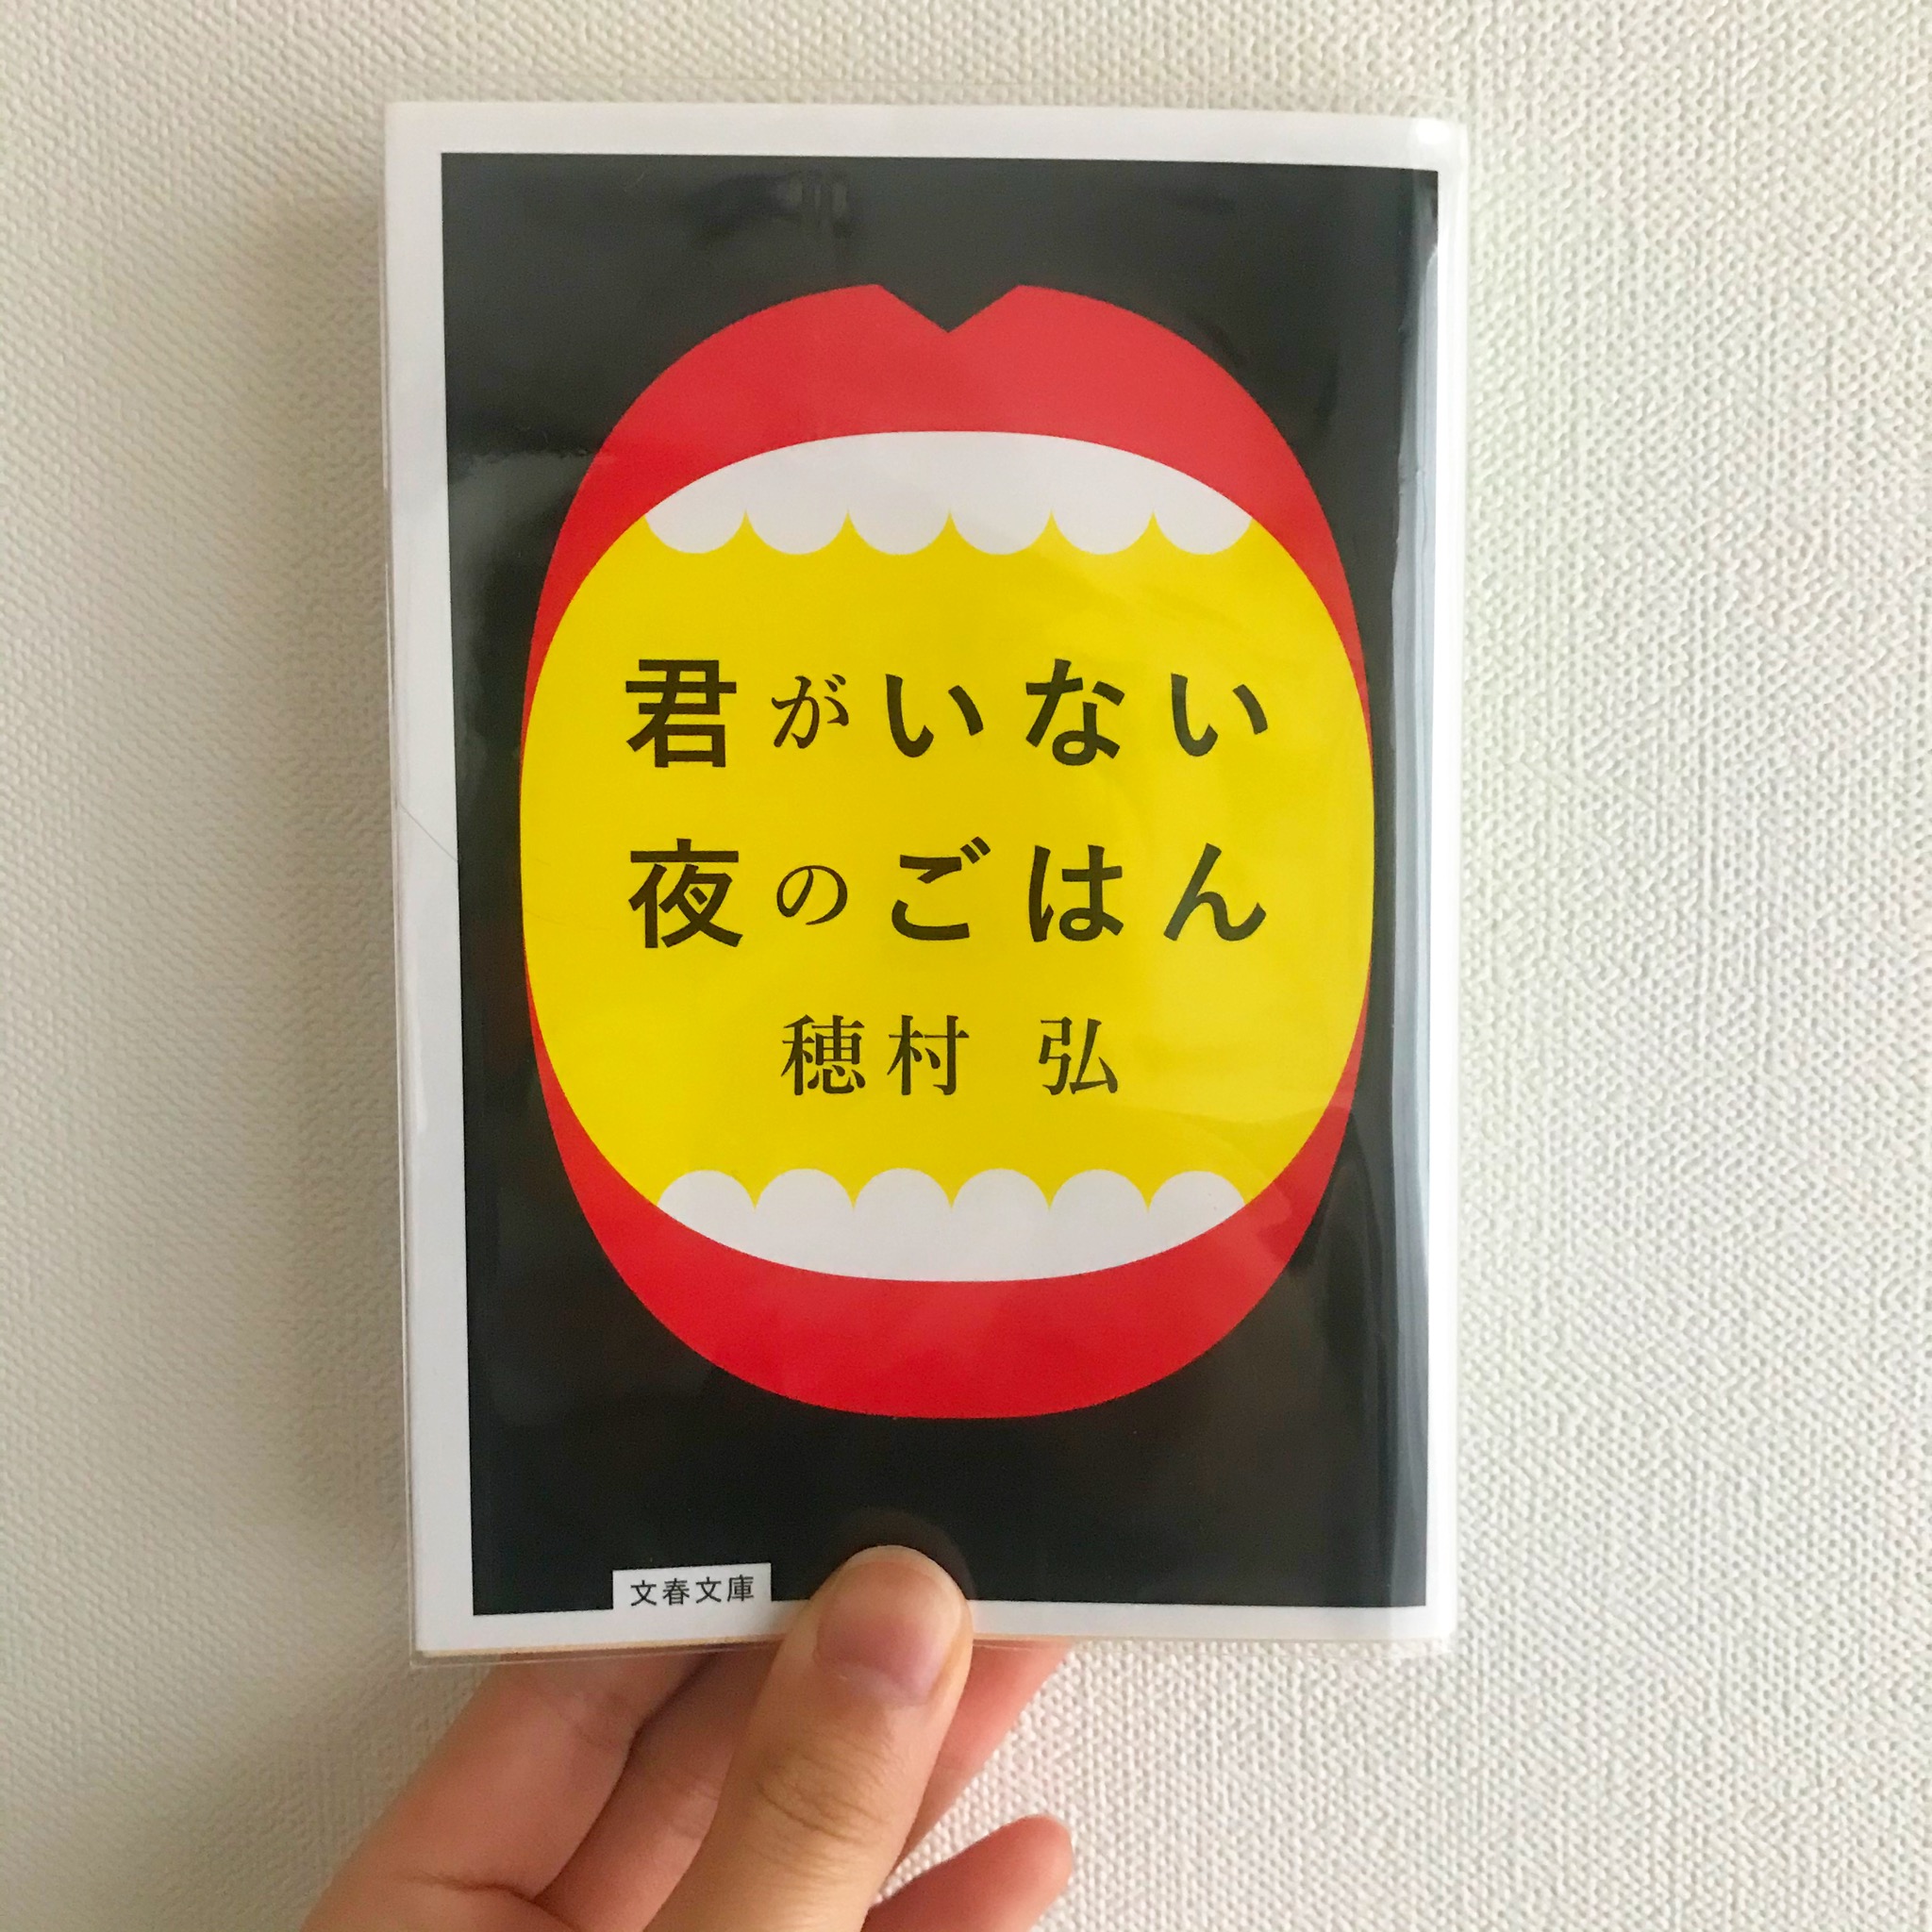 君がいない
夜のごはん
穂村 弘
文春文庫